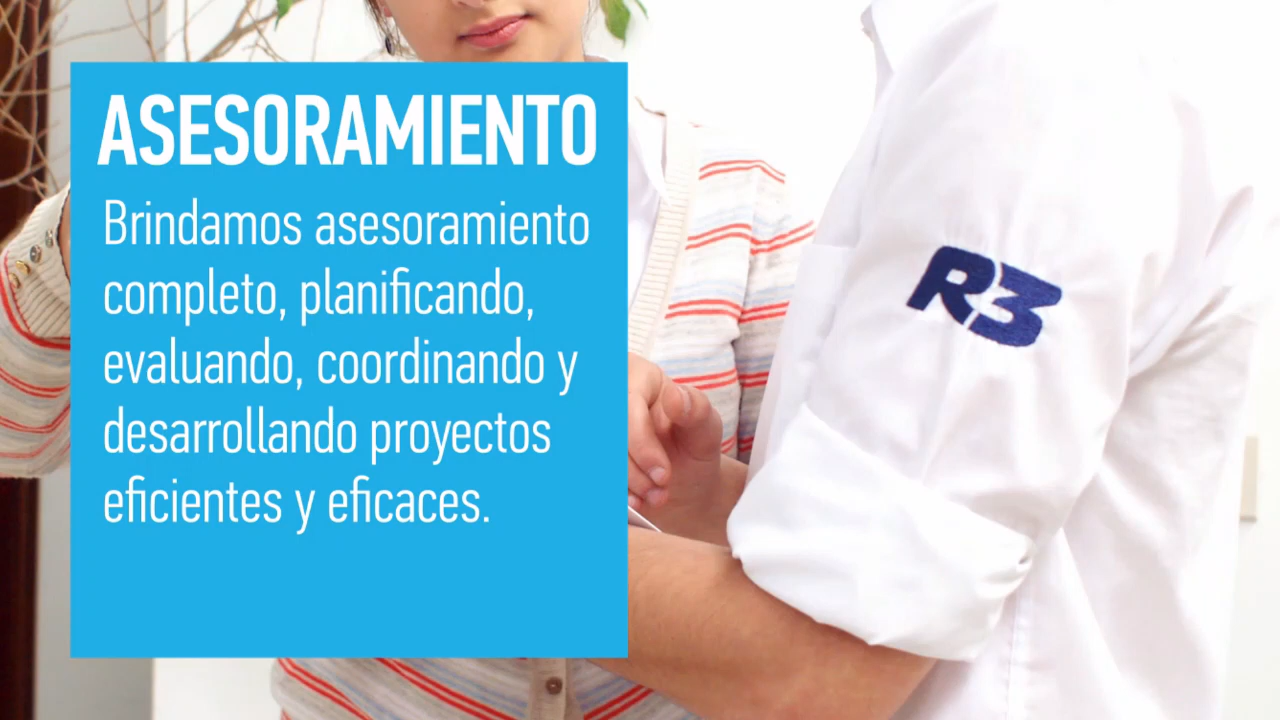 ASESORAMIENTO
Brindamos asesoramiento
completo, planificando,
evaluando, coordinando y
desarrollando proyectos
eficientes y eficaces.
R3